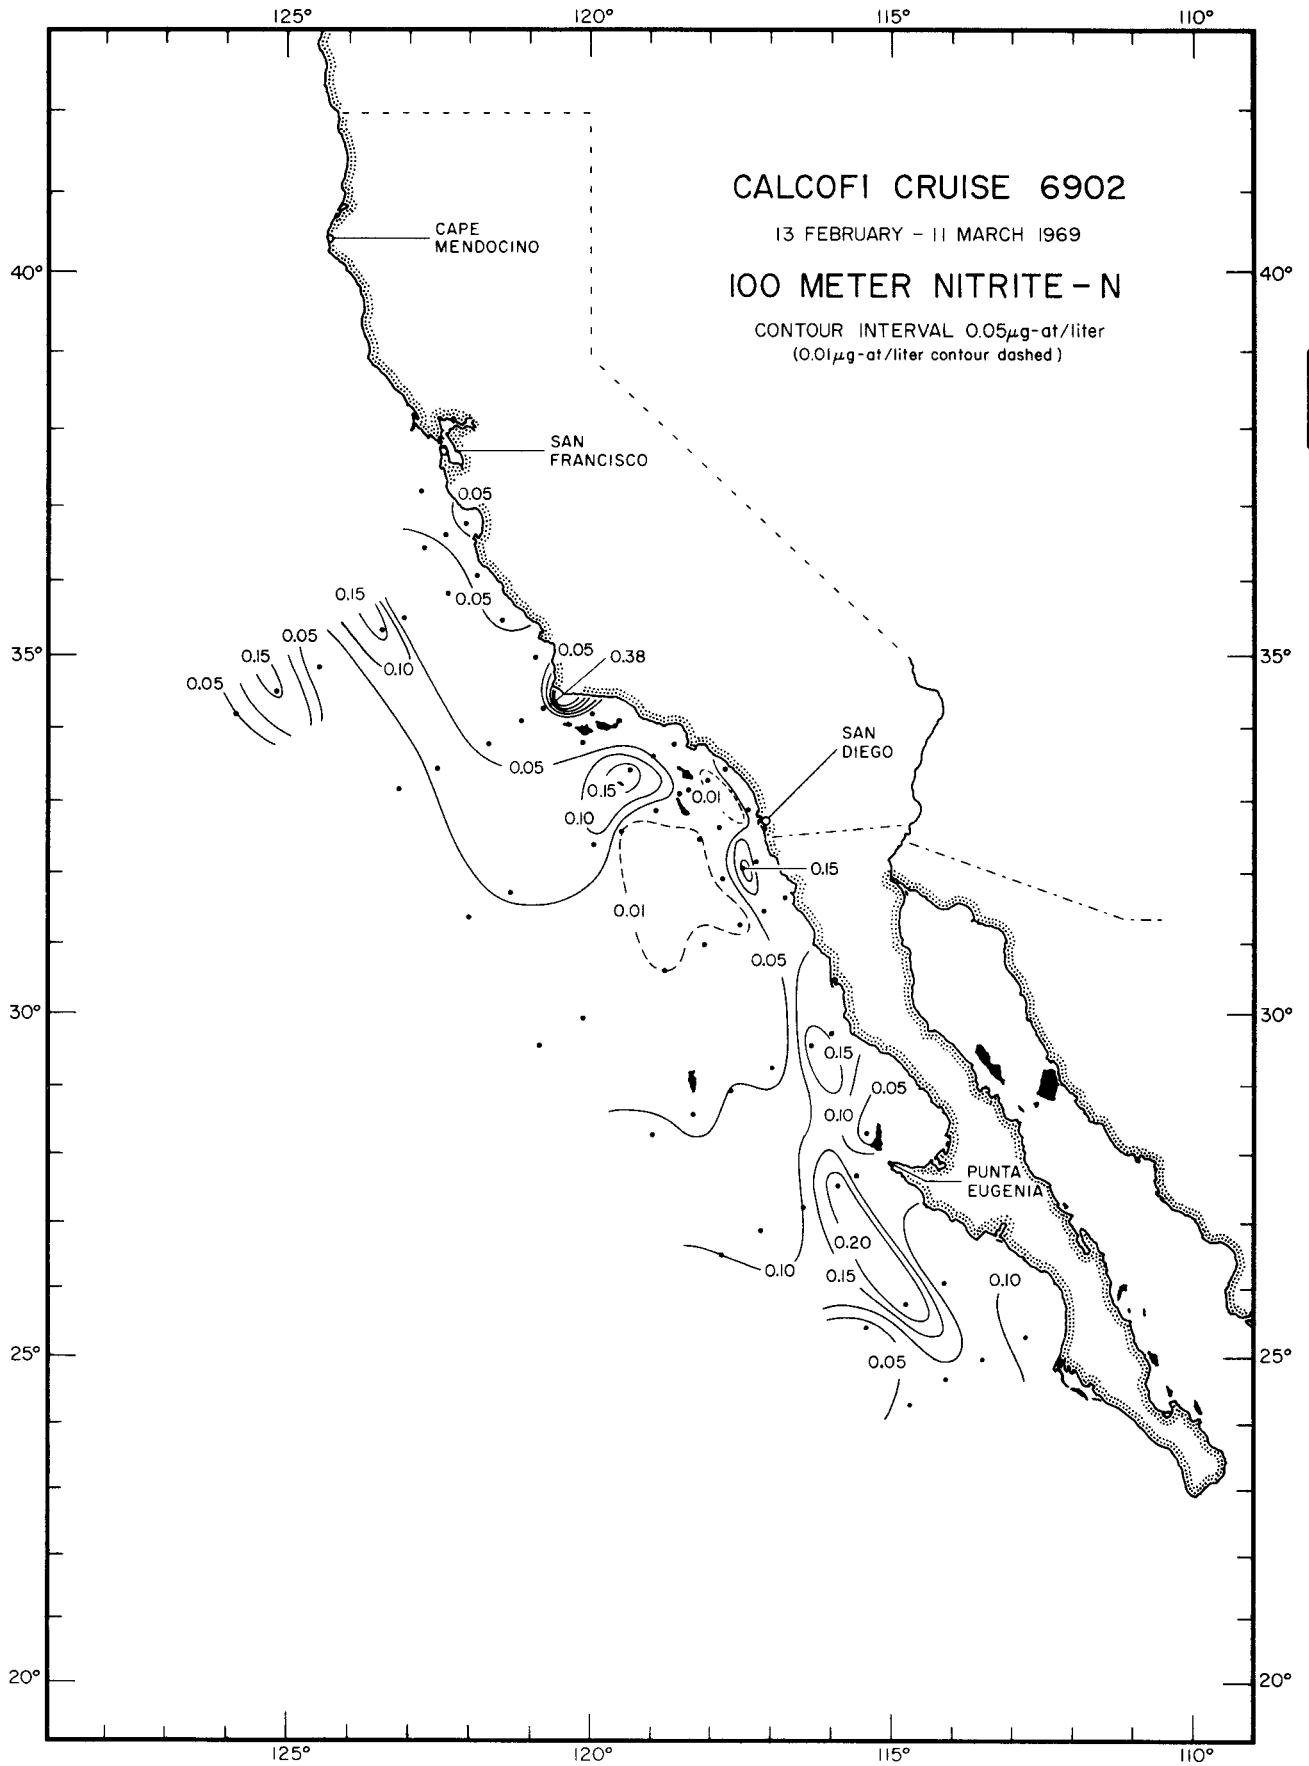 125° 120° 115° 110°
CALCOFI CRUISE 6902
13 FEBRUARY – 11 MARCH 1969
100 METER NITRITE – N
CONTOUR INTERVAL 0.05µg-at/liter
(0.01µg-at/liter contour dashed)
CAPE
MENDOCINO
40° 40°
SAN
FRANCISCO
0.05
0.15
0.05
0.05
0.15
0.10
0.05
0.38
35° 35°
0.05
SAN
DIEGO
0.05
0.15
0.01
0.10
0.15
0.01
0.05
30° 30°
0.15
0.05
0.10
PUNTA
EUGENIA
0.20
0.15
0.10
0.10
0.05
25° 25°
20° 20°
125° 120° 115° 110°